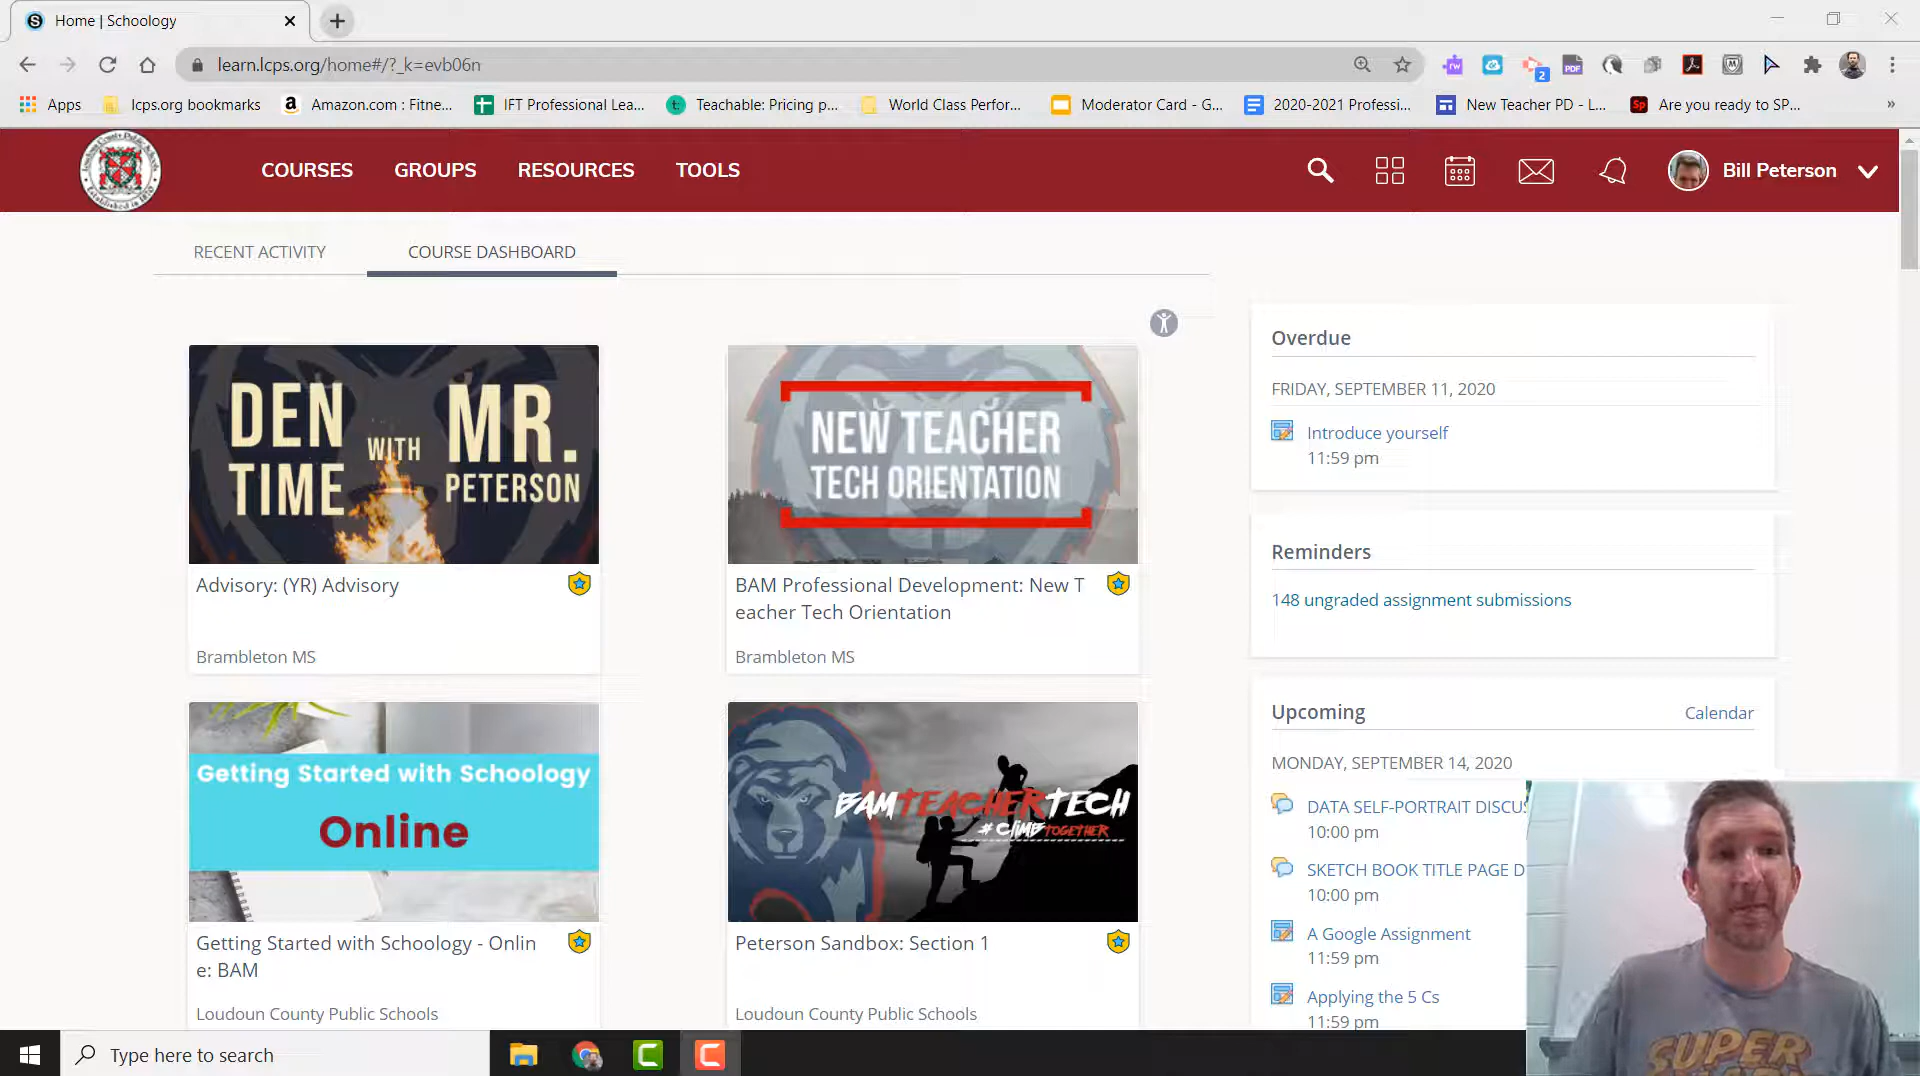 Home | Schoology
learn.lcps.org/home#/?_k=evb06n
2
PDF
Apps
lcps.org bookmarks
Amazon.com : Fitne...
IFT Professional Lea...
Teachable: Pricing p...
World Class Perfor...
Moderator Card - G...
2020-2021 Professi...
New Teacher PD - L...
Are you ready to SP...
COURSES
GROUPS
RESOURCES
TOOLS
Bill Peterson
RECENT ACTIVITY
COURSE DASHBOARD
DEN TIME
WITH
MR. PETERSON
Advisory: (YR) Advisory
Brambleton MS
NEW TEACHER
TECH ORIENTATION
BAM Professional Development: New T
eacher Tech Orientation
Brambleton MS
Getting Started with Schoology
Online
Getting Started with Schoology - Onlin
e: BAM
Loudoun County Public Schools
BAMTEACHERTECH
#CLIMBTOGETHER
Peterson Sandbox: Section 1
Loudoun County Public Schools
Overdue
FRIDAY, SEPTEMBER 11, 2020
Introduce yourself
11:59 pm
Reminders
148 ungraded assignment submissions
Upcoming
Calendar
MONDAY, SEPTEMBER 14, 2020
DATA SELF-PORTRAIT DISCUS
10:00 pm
SKETCH BOOK TITLE PAGE D
10:00 pm
A Google Assignment
11:59 pm
Applying the 5 Cs
11:59 pm
SUPER
Type here to search